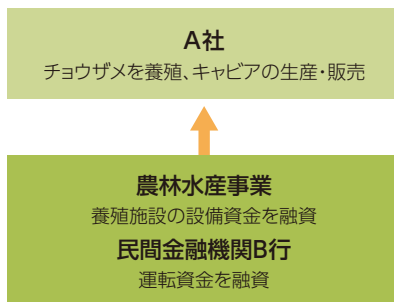 A社
チョウザメを養殖、キャビアの生産・販売
農林水産事業
養殖施設の設備資金を融資
民間金融機関B行
運転資金を融資